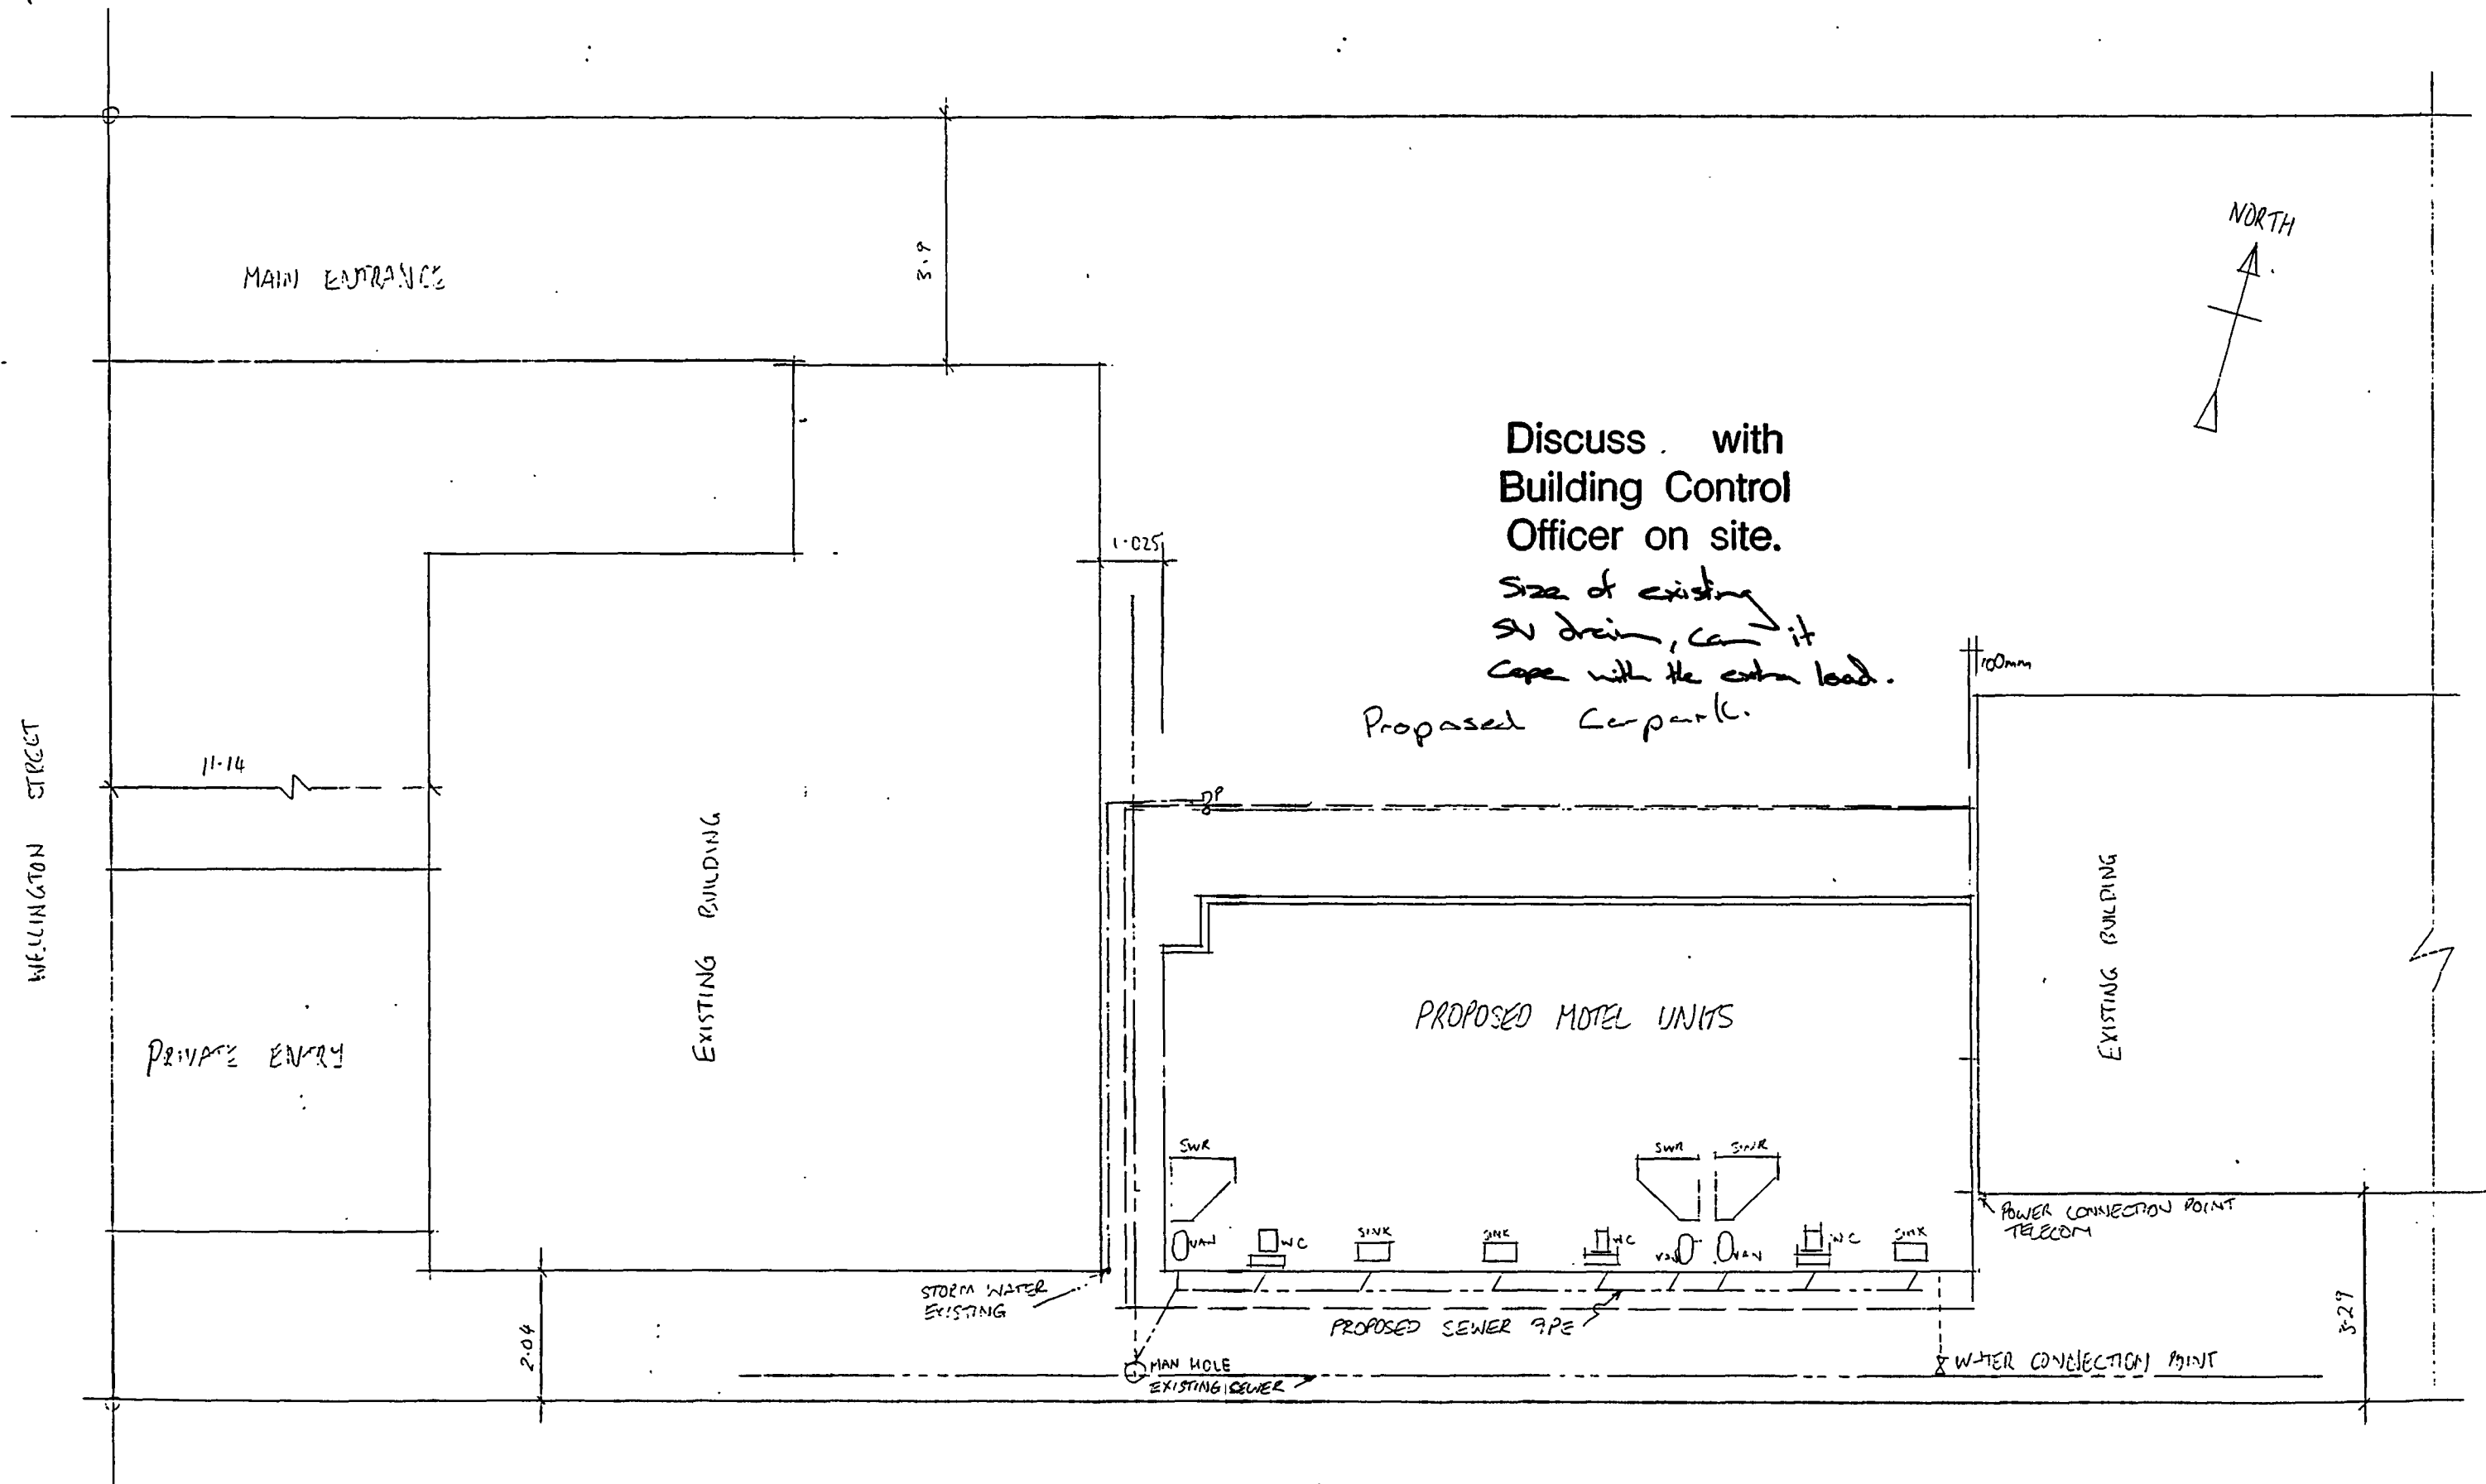 NORTH
MAIN ENTRANCE
3.9
Discuss with
Building Control
Officer on site.
Size of existing
SW drain, can it
Cope with the extra load.
Proposed Carpark.
1.025
100mm
11.14
DP
WELLINGTON STREET
EXISTING BUILDING
EXISTING BUILDING
PROPOSED MOTEL UNITS
PRIVATE ENTRY
SWR
SWR
SWR
VAN
WC
SINK
SINK
WC
VAN
VAN
WC
SINK
POWER CONNECTION POINT
TELECOM
STORM WATER
EXISTING
PROPOSED SEWER PIPE
2.04
3.29
MAN HOLE
EXISTING SEWER
WATER CONNECTION POINT